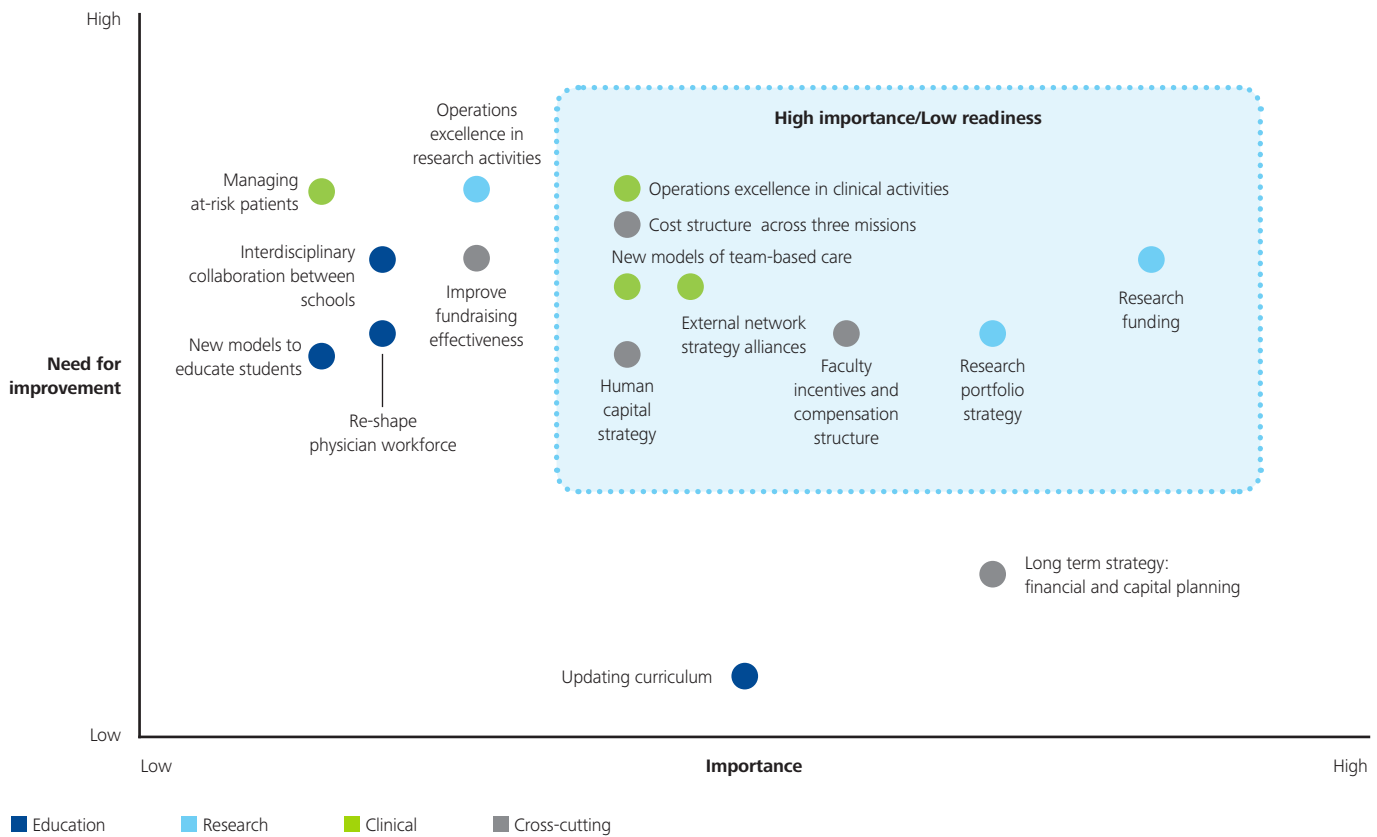 High
High importance/Low readiness
Operations
excellence in
research activities
Managing
at-risk patients
Operations excellence in clinical activities
Cost structure across three missions
Interdisciplinary
collaboration between
schools
New models of team-based care
Improve
fundraising
effectiveness
Research
funding
External network
strategy alliances
New models to
educate students
Need for
improvement
Human
capital
strategy
Faculty
incentives and
compensation
structure
Research
portfolio
strategy
Re-shape
physician workforce
Long term strategy:
financial and capital planning
Updating curriculum
Low
Low
Importance
High
Education
Research
Clinical
Cross-cutting